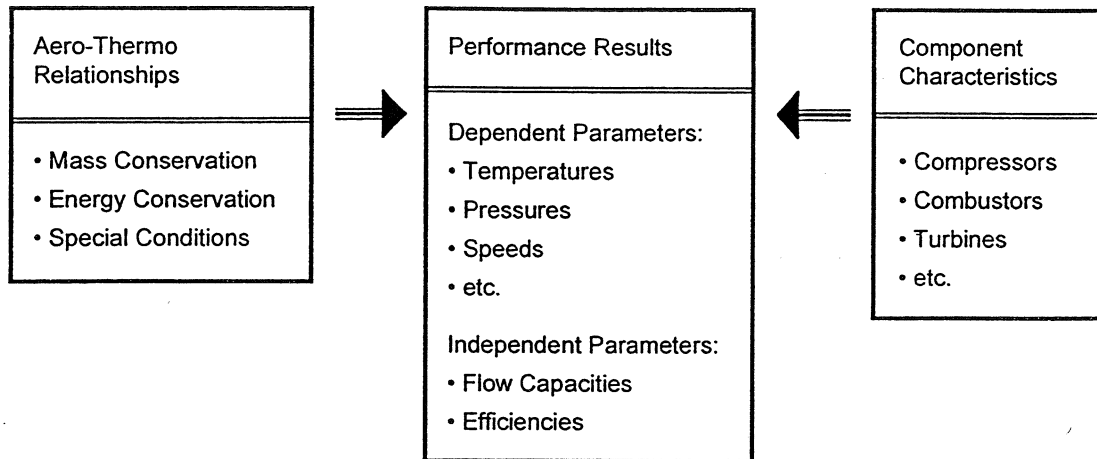 Aero-Thermo
Relationships
• Mass Conservation
• Energy Conservation
• Special Conditions
Performance Results
Dependent Parameters:
• Temperatures
• Pressures
• Speeds
• etc.
Independent Parameters:
• Flow Capacities
• Efficiencies
Component
Characteristics
• Compressors
• Combustors
• Turbines
• etc.